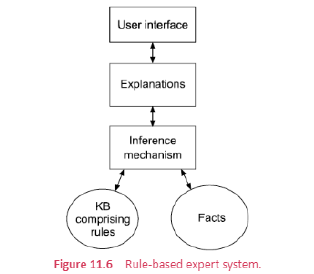 User interface
Explanations
Inference
mechanism
KB
comprising
rules
Facts
Figure 11.6 Rule-based expert system.